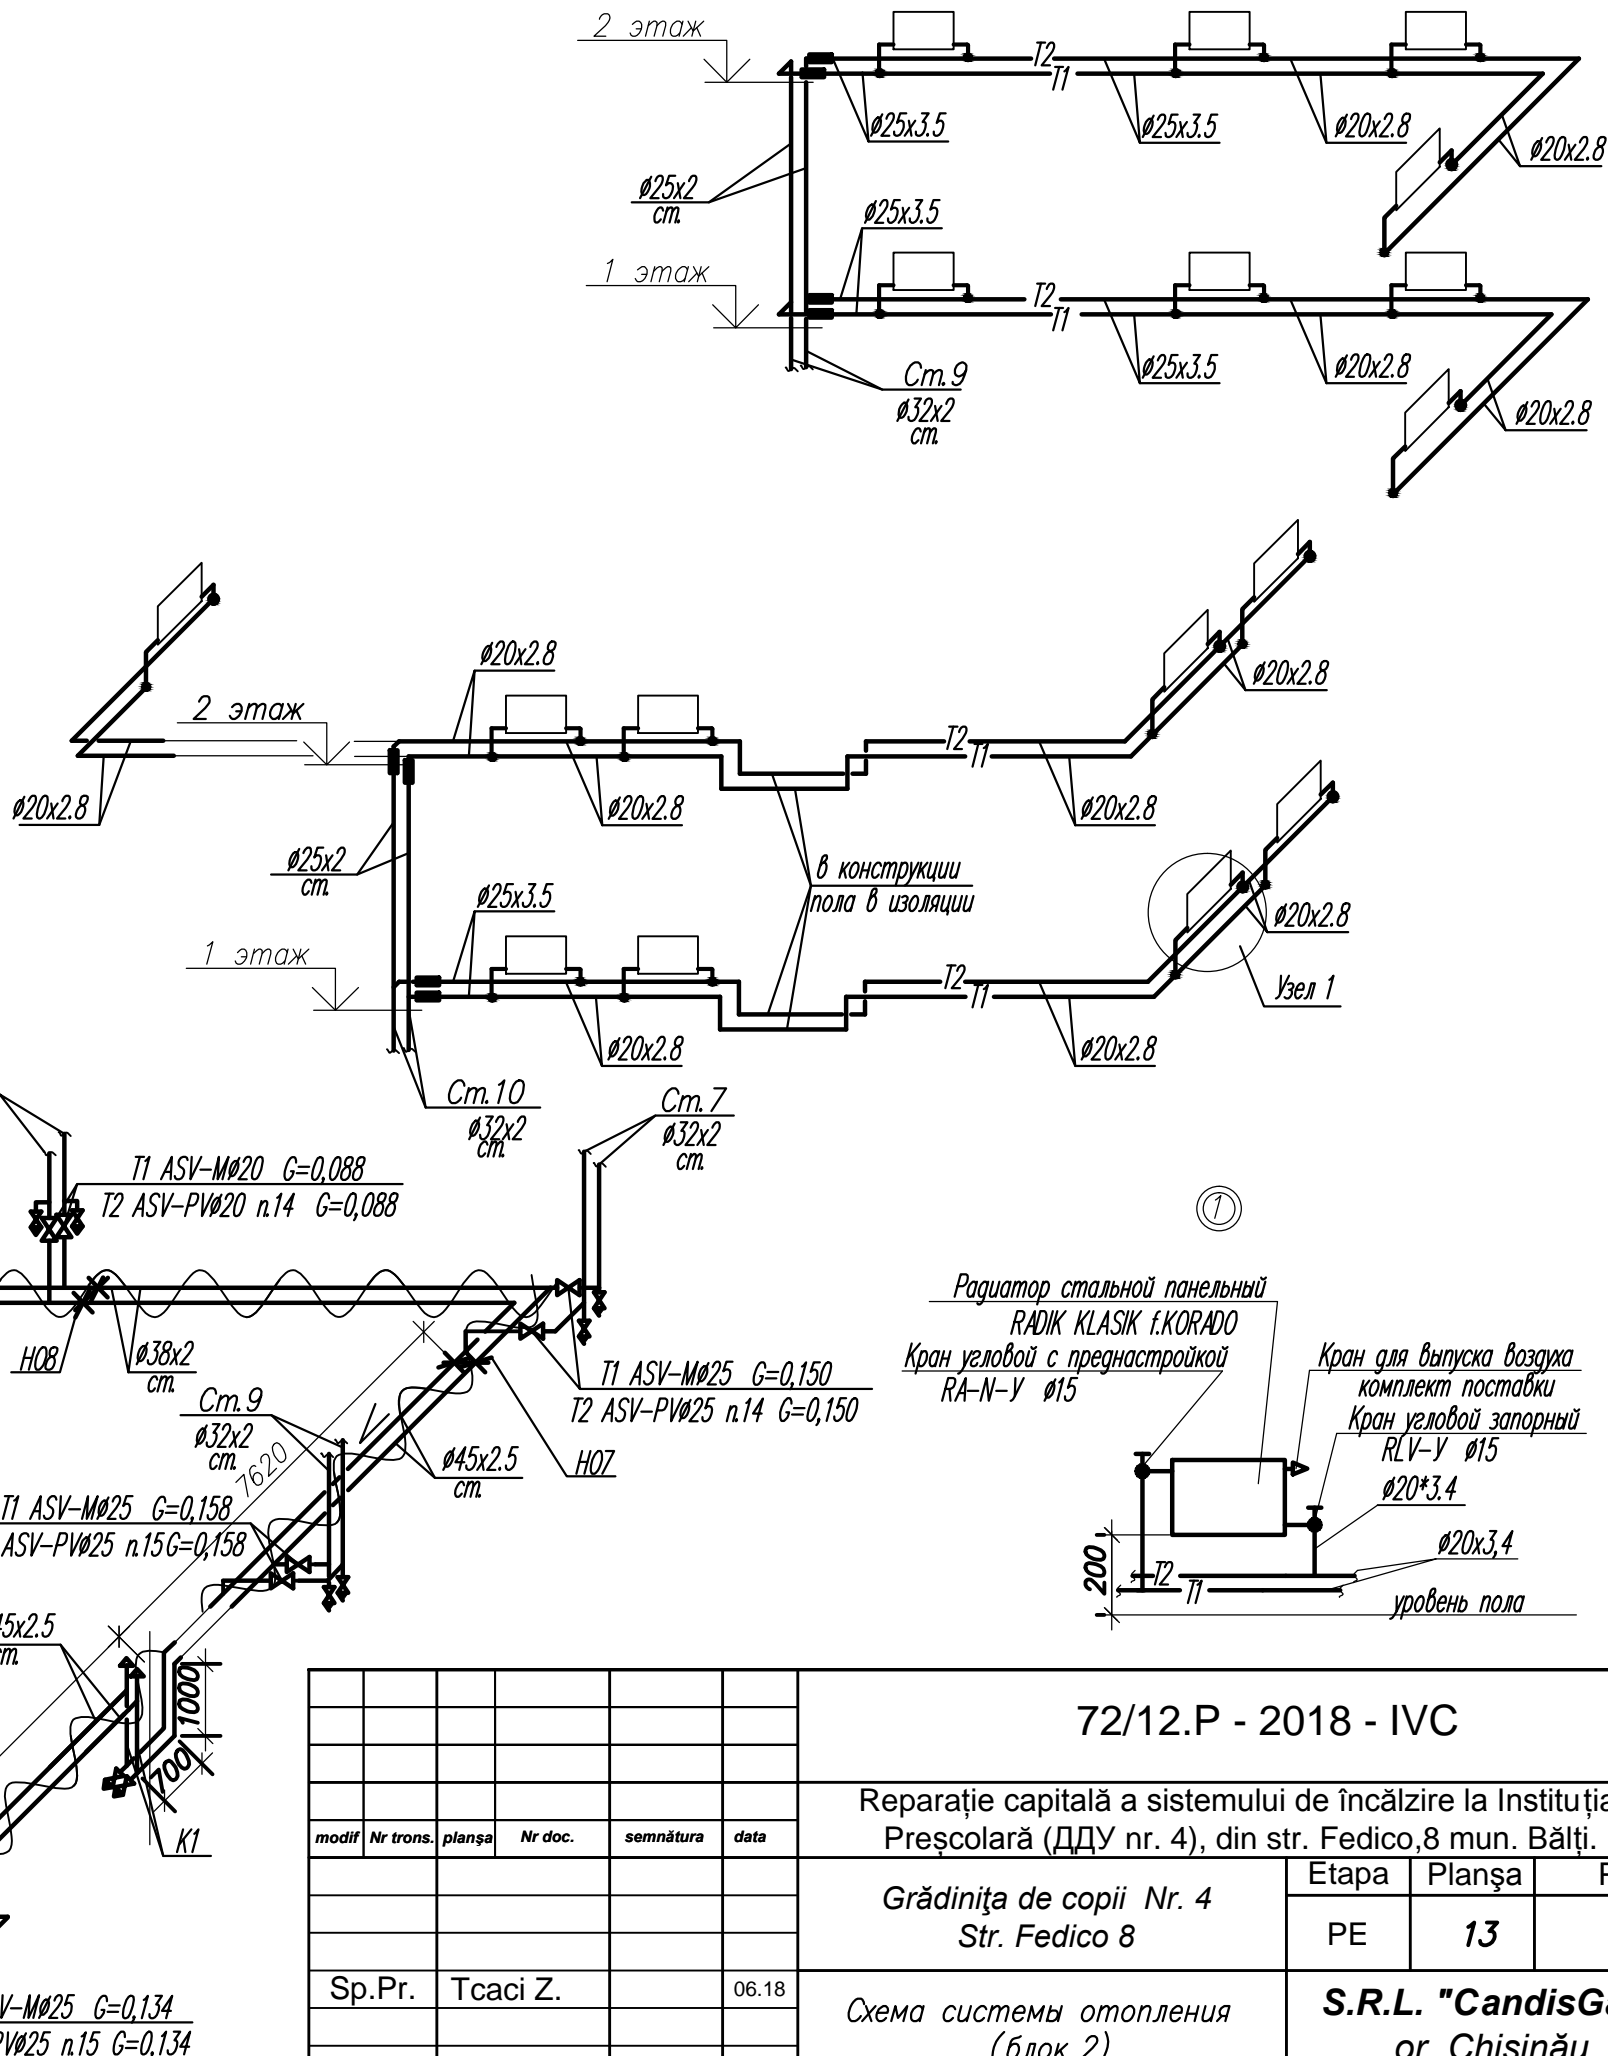 2 этаж
T2
T1
ø25x3.5
ø25x3.5
ø20x2.8
ø20x2.8
ø25x2
ст.
ø25x3.5
1 этаж
T2
T1
ø25x3.5
ø20x2.8
ø20x2.8
Ст.9
ø32x2
ст.
ø20x2.8
2 этаж
ø20x2.8
ø20x2.8
T2
T1
ø20x2.8
ø20x2.8
ø20x2.8
ø25x2
ст.
в конструкции
пола в изоляции
ø25x3.5
ø20x2.8
1 этаж
T2
T1
Узел 1
ø20x2.8
ø20x2.8
Ст.10
ø32x2
ст.
Ст.7
ø32x2
ст.
T1 ASV-Mø20 G=0,088
T2 ASV-PVø20 п.14 G=0,088
1
H08
ø38x2
ст.
T1 ASV-Mø25 G=0,150
T2 ASV-PVø25 п.14 G=0,150
Ст.9
ø32x2
ст.
7620
ø45x2.5
ст.
H07
T1 ASV-Mø25 G=0,158
ASV-PVø25 п.15 G=0,158
45x2.5
ст.
1000
700
K1
V-Mø25 G=0,134
PVø25 п.15 G=0.134
Радиатор стальной панельный
RADIK KLASIK f.KORADO
Кран угловой с преднастройкой
RA-N-У ø15
Кран для выпуска воздуха
комплект поставки
Кран угловой запорный
RLV-У ø15
ø20*3.4
ø20x3,4
200
T2
T1
уровень пола
72/12.P - 2018 - IVC
Reparație capitală a sistemului de încălzire la Instituția
Preșcolară (ДДУ nr. 4), din str. Fedico,8 mun. Bălți.
modif Nr trons. planşa Nr doc. semnătura data
Grădiniţa de copii Nr. 4
Str. Fedico 8
Etapa Planşa
PE 13
Sp.Pr. Tcaci Z. 06.18
Схема системы отопления
(блок 2)
S.R.L. "CandisGa
or. Chişinău